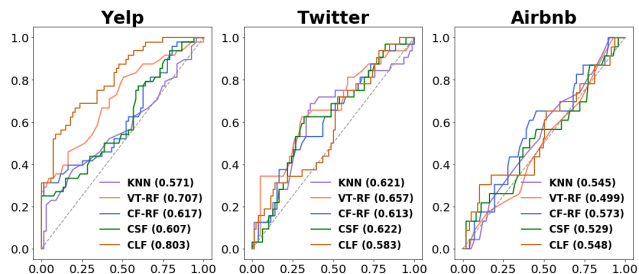 Yelp
1.0
0.8
0.6
0.4
0.2
0.0
0.00 0.25 0.50 0.75 1.00
KNN (0.571)
VT-RF (0.707)
CF-RF (0.617)
CSF (0.607)
CLF (0.803)
Twitter
1.0
0.8
0.6
0.4
0.2
0.0
0.00 0.25 0.50 0.75 1.00
KNN (0.621)
VT-RF (0.657)
CF-RF (0.613)
CSF (0.622)
CLF (0.583)
Airbnb
1.0
0.8
0.6
0.4
0.2
0.0
0.00 0.25 0.50 0.75 1.00
KNN (0.545)
VT-RF (0.499)
CF-RF (0.573)
CSF (0.529)
CLF (0.548)